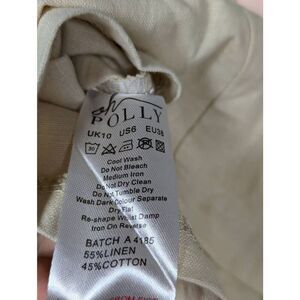 oh
POLLY
UK10 US6 EU38
30
Cool Wash
Do Not Bleach
Medium Iron
Do Not Dry Clean
Do Not Tumble Dry
Wash Dark Colour Separate
Dry Flat
Re-shape Whilst Damp
Iron On Reverse
BATCH A 4185
55%LINEN
45%COTTON